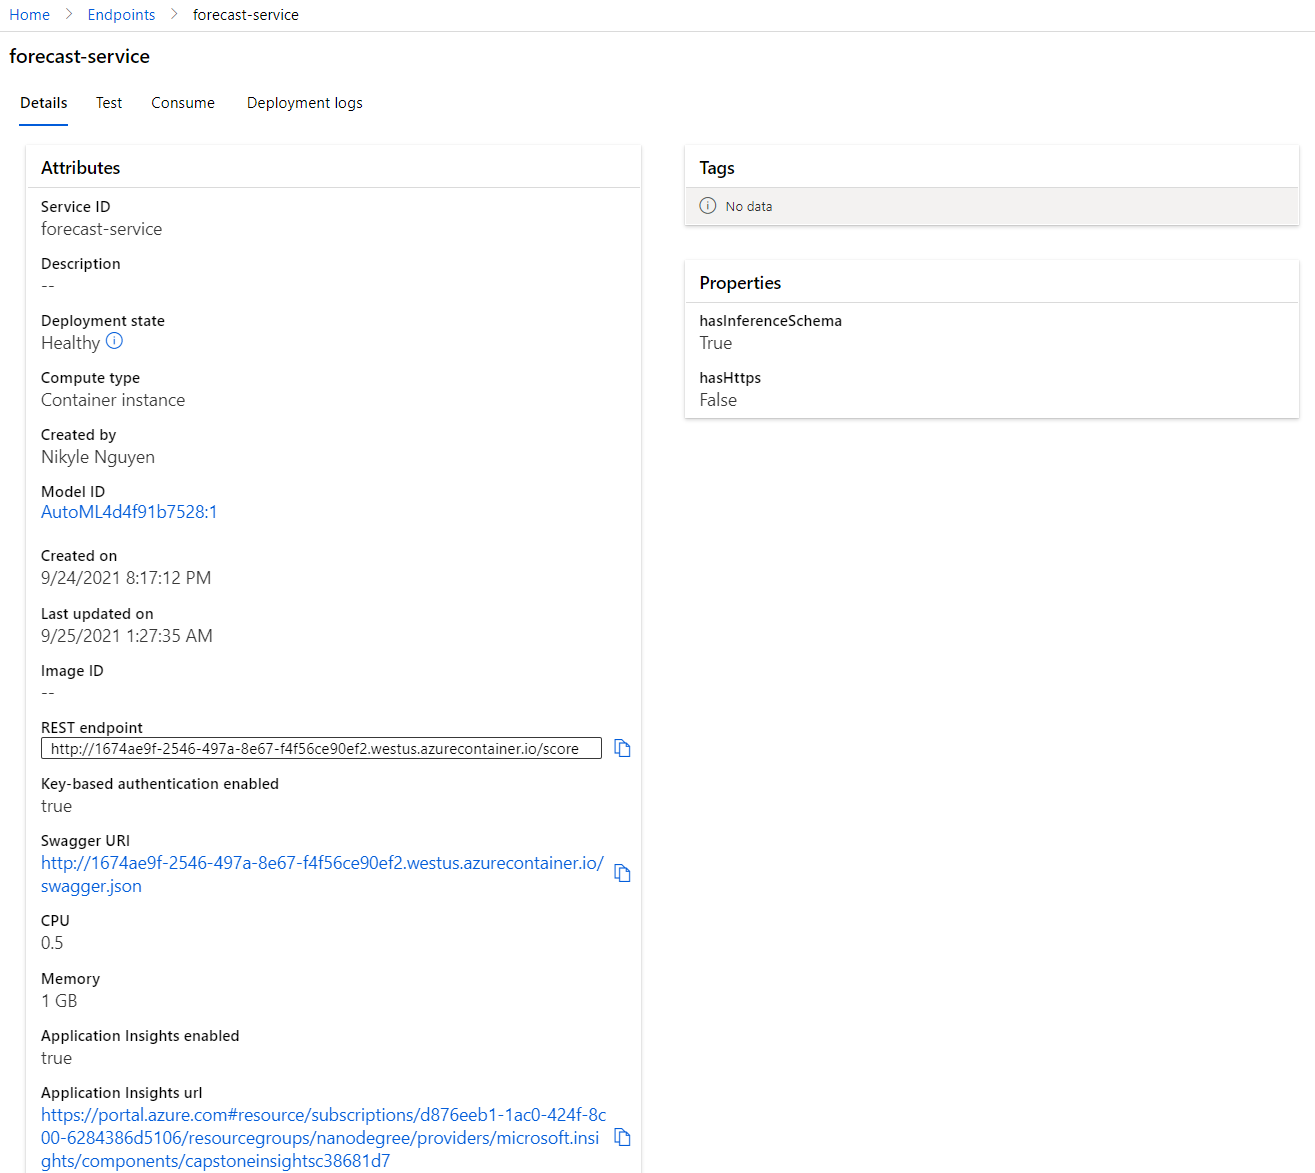 Home > Endpoints > forecast-service
forecast-service
Details Test Consume Deployment logs
Attributes
Service ID
forecast-service
Description
--
Deployment state
Healthy
Compute type
Container instance
Created by
Nikyle Nguyen
Model ID
AutoML4d4f91b7528:1
Created on
9/24/2021 8:17:12 PM
Last updated on
9/25/2021 1:27:35 AM
Image ID
--
REST endpoint
http://1674ae9f-2546-497a-8e67-f4f56ce90ef2.westus.azurecontainer.io/score
Key-based authentication enabled
true
Swagger URI
http://1674ae9f-2546-497a-8e67-f4f56ce90ef2.westus.azurecontainer.io/
swagger.json
CPU
0.5
Memory
1 GB
Application Insights enabled
true
Application Insights url
https://portal.azure.com#resource/subscriptions/d876eeb1-1ac0-424f-8c
00-6284386d5106/resourcegroups/nanodegree/providers/microsoft.insi
ghts/components/capstoneinsightsc38681d7
Tags
No data
Properties
hasInferenceSchema
True
hasHttps
False